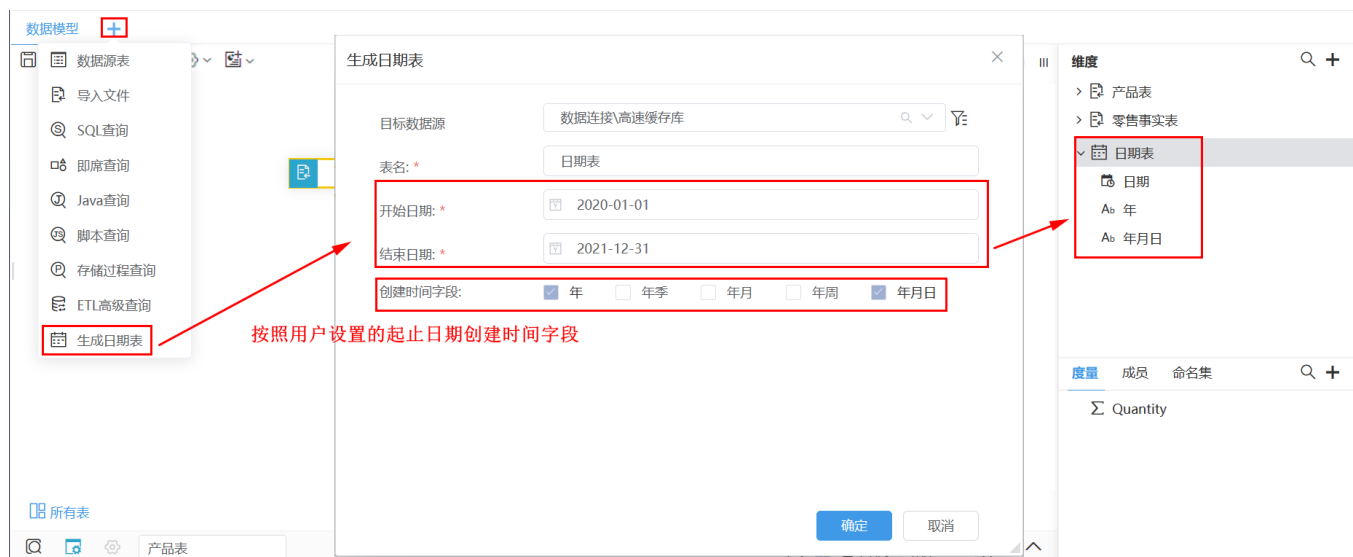 数据模型
数据源表
导入文件
SQL查询
即席查询
Java查询
脚本查询
存储过程查询
ETL高级查询
生成日期表
生成日期表
目标数据源
数据连接\高速缓存库
表名: *
日期表
开始日期: *
2020-01-01
结束日期: *
2021-12-31
创建时间字段:
年 年季 年月 年周 年月日
按照用户设置的起止日期创建时间字段
确定 取消
维度
产品表
零售事实表
日期表
日期
Ab 年
Ab 年月日
度量 成员 命名集
∑ Quantity
所有表
产品表